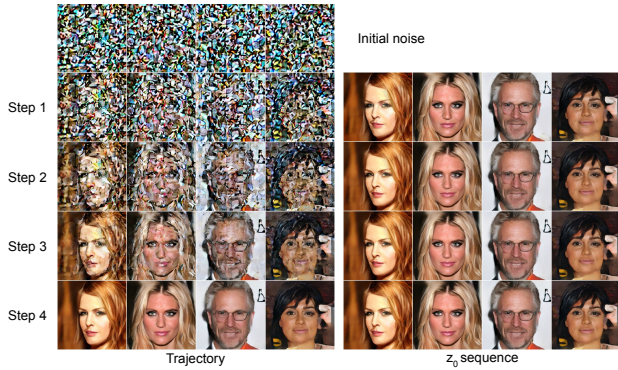 Initial noise
Step 1
Step 2
Step 3
Step 4
Trajectory
z₀ sequence